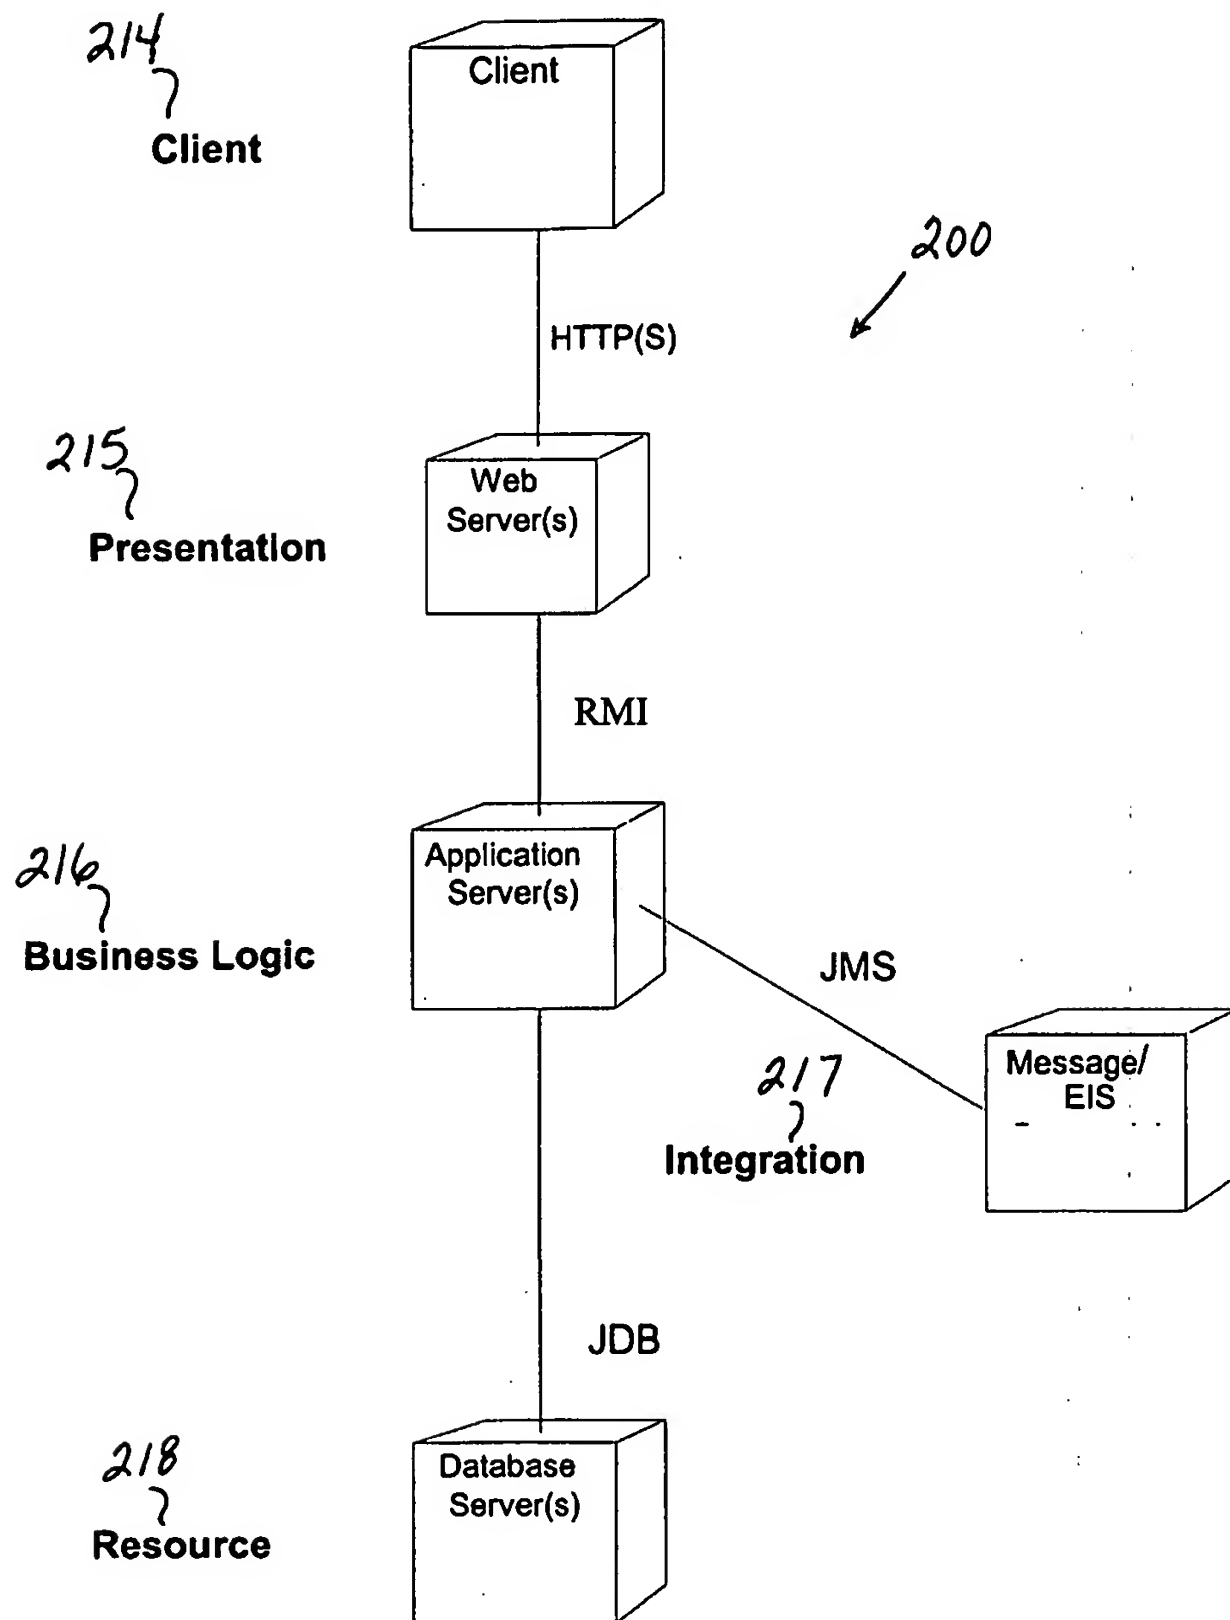 214
Client
Client
200
HTTP(S)
215
Presentation
Web
Server(s)
RMI
216
Business Logic
Application
Server(s)
JMS
217
Integration
Message/
EIS
JDB
218
Resource
Database
Server(s)